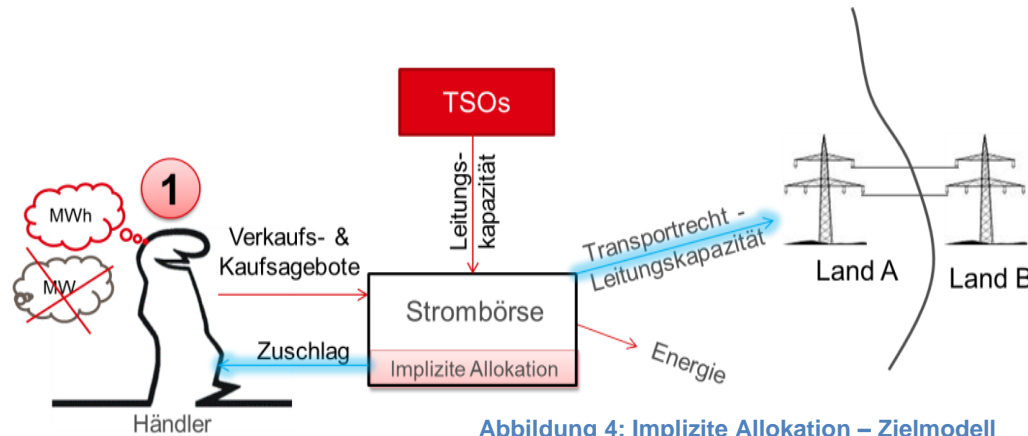 TSOs
Leitungs-
kapazität
1
MWh
MW
Verkaufs- &
Kaufsagebote
Transportrecht -
Leitungskapazität
Land A
Land B
Strombörse
Zuschlag
Implizite Allokation
Energie
Händler
Abbildung 4: Implizite Allokation – Zielmodell